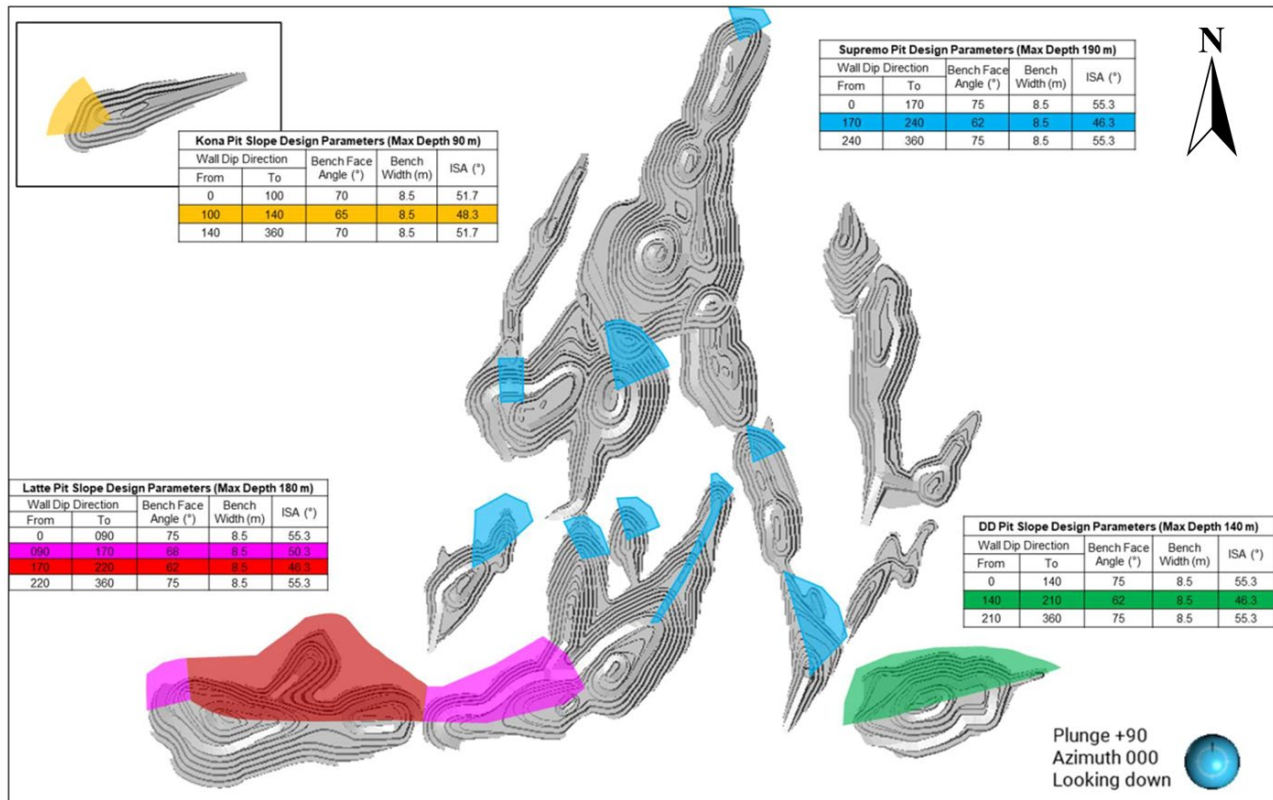 N
Supremo Pit Design Parameters (Max Depth 190 m)
Wall Dip Direction Bench Face Angle (°) Bench Width (m) ISA (°)
From To
0 170 75 8.5 55.3
170 240 62 8.5 46.3
240 360 75 8.5 55.3
Kona Pit Slope Design Parameters (Max Depth 90 m)
Wall Dip Direction Bench Face Angle (°) Bench Width (m) ISA (°)
From To
0 100 70 8.5 51.7
100 140 65 8.5 48.3
140 360 70 8.5 51.7
Latte Pit Slope Design Parameters (Max Depth 180 m)
Wall Dip Direction Bench Face Angle (°) Bench Width (m) ISA (°)
From To
0 090 75 8.5 55.3
090 170 68 8.5 50.3
170 220 62 8.5 46.3
220 360 75 8.5 55.3
DD Pit Slope Design Parameters (Max Depth 140 m)
Wall Dip Direction Bench Face Angle (°) Bench Width (m) ISA (°)
From To
0 140 75 8.5 55.3
140 210 62 8.5 46.3
210 360 75 8.5 55.3
Plunge +90
Azimuth 000
Looking down